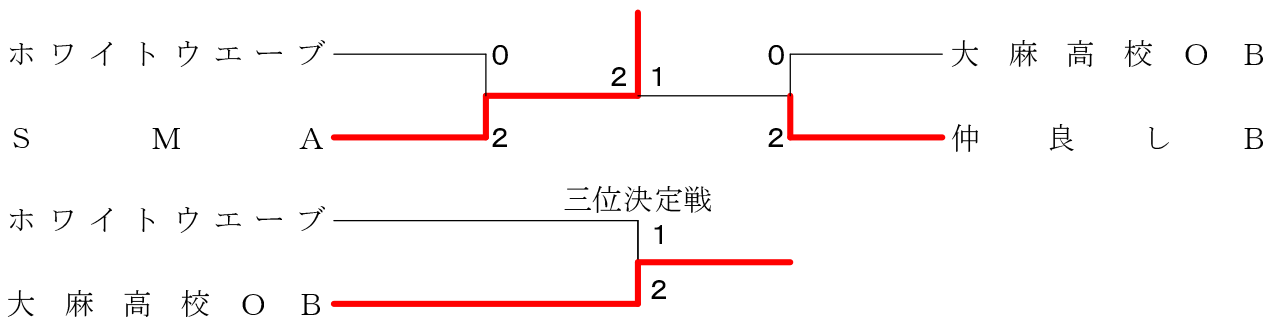 ホワイトウエーブ 0 0 大麻高校OB
2 1
SMA 2 2 仲良しB
三位決定戦
ホワイトウエーブ 1
大麻高校OB 2